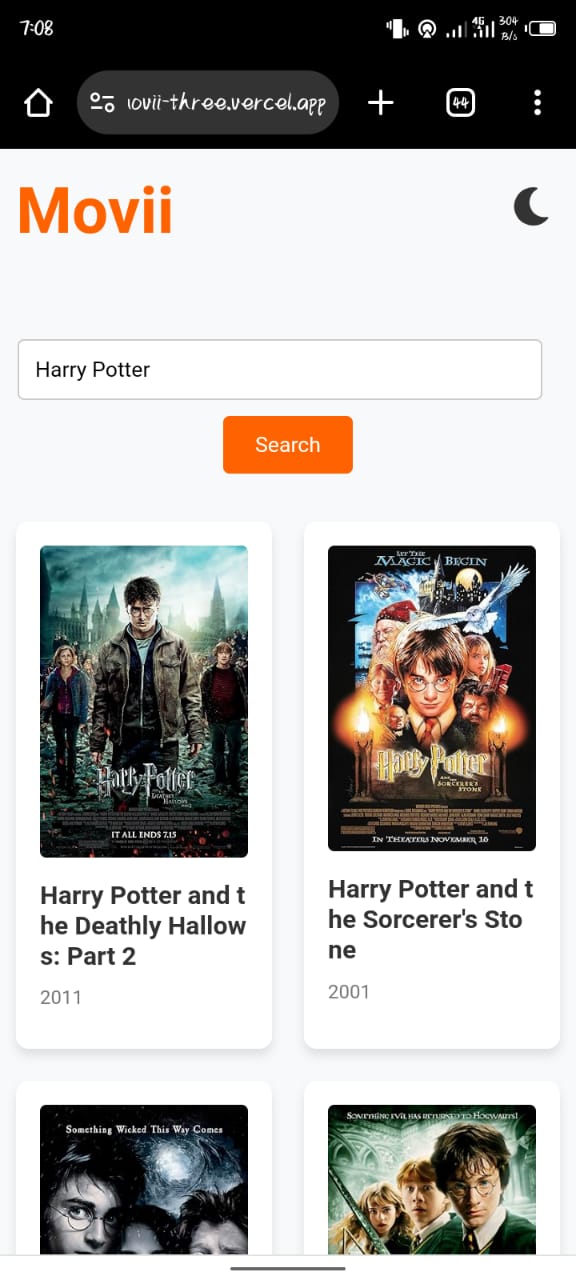 7:08
4G
304
B/s
ovii-three.vercel.app
44
Movii
Harry Potter
Search
LET THE
MAGIC BEGIN
Harry Potter
AND THE
SORCERER'S
STONE
IN THEATERS NOVEMBER 16
Harry Potter
AND THE
DEATHLY
HALLOWS
IT ALL ENDS 7.15
Harry Potter and t
he Deathly Hallow
s: Part 2
2011
Harry Potter and t
he Sorcerer's Sto
ne
2001
Something Wicked This Way Comes
SOMETHING EVIL HAS RETURNED TO HOGWARTS!